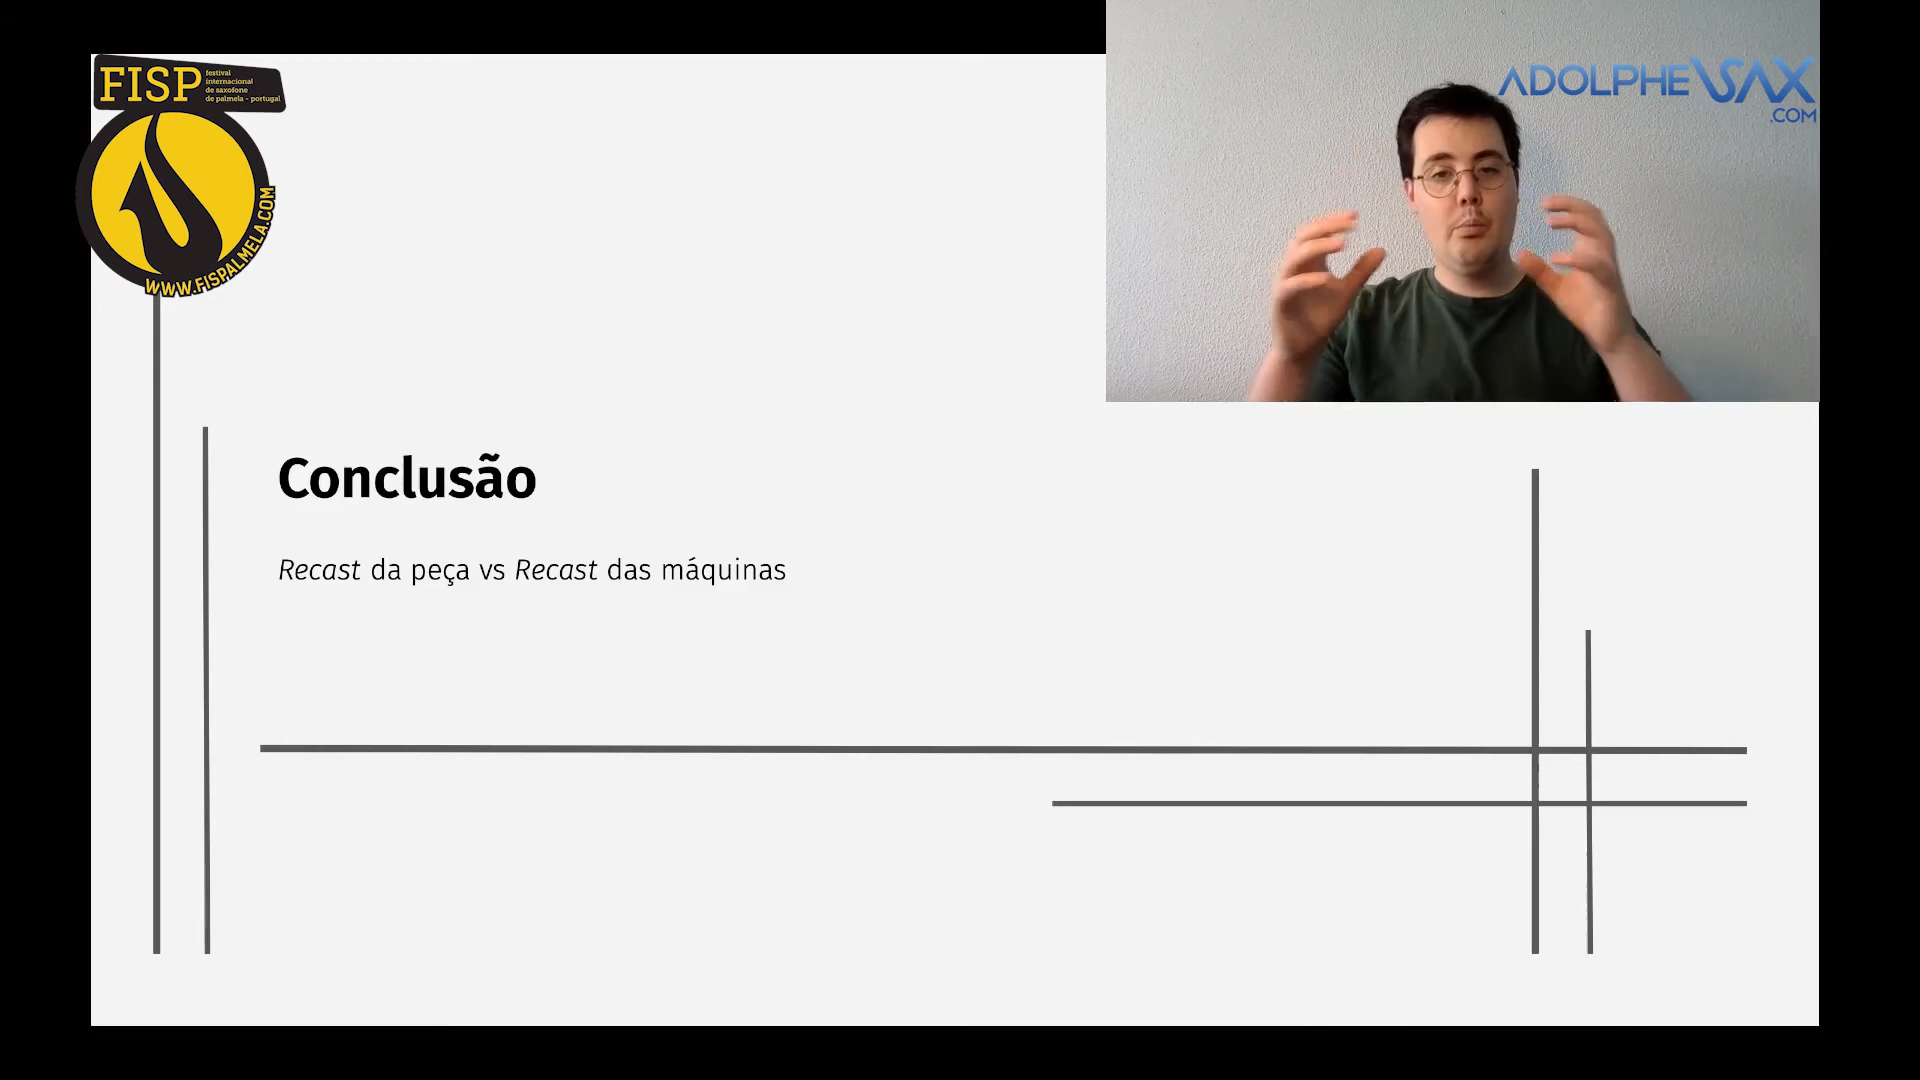 FISP
festival
internacional
de saxofone
de palmela - portugal
WWW.FISPALMELA.COM
ADOLPHESAX
.COM
Conclusão
Recast da peça vs Recast das máquinas